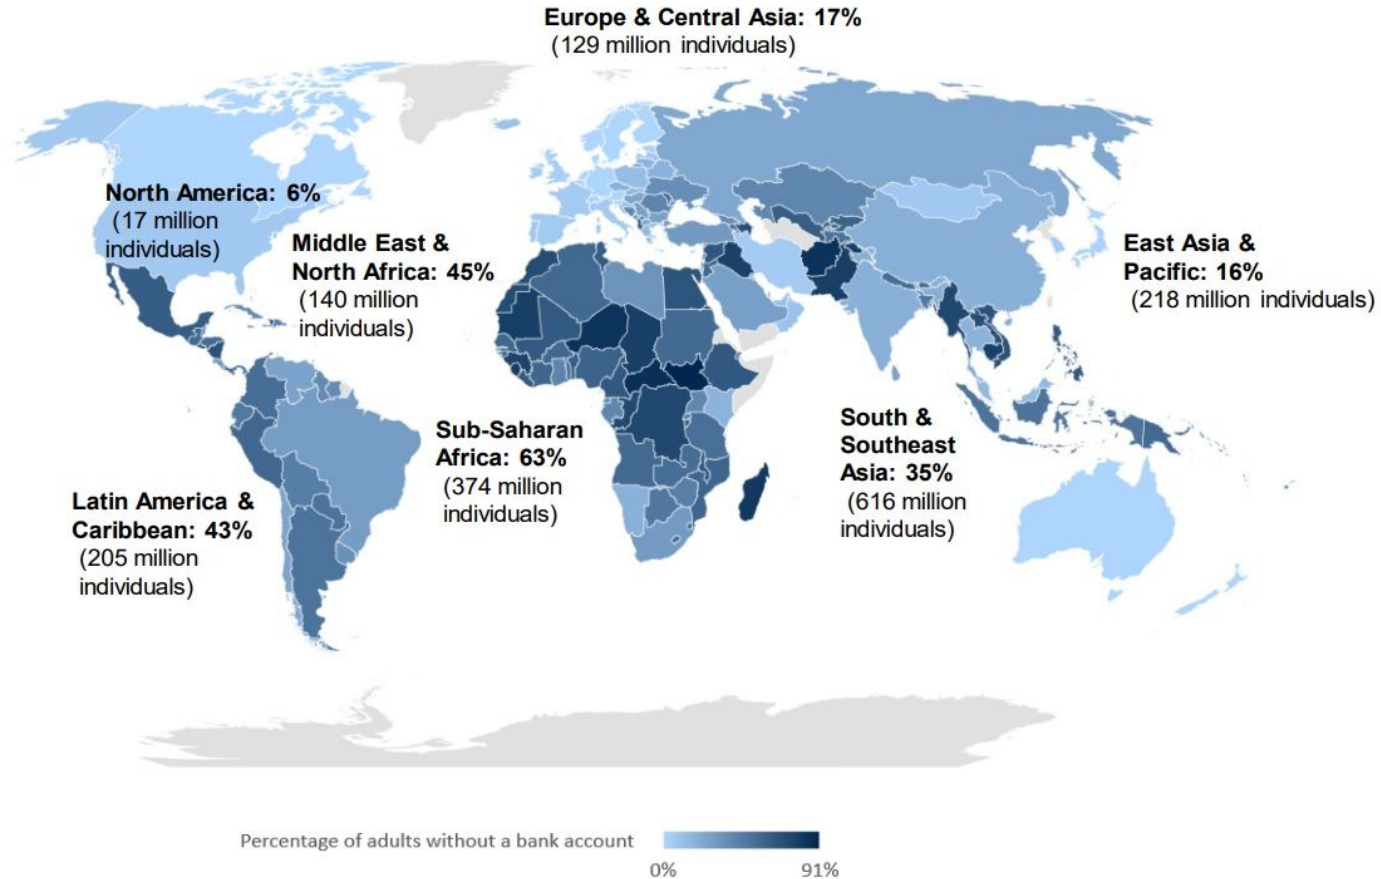 Europe & Central Asia: 17%
(129 million individuals)
North America: 6%
(17 million
individuals)
Middle East &
North Africa: 45%
(140 million
individuals)
East Asia &
Pacific: 16%
(218 million individuals)
South &
Southeast
Asia: 35%
(616 million
individuals)
Sub-Saharan
Africa: 63%
(374 million
individuals)
Latin America &
Caribbean: 43%
(205 million
individuals)
Percentage of adults without a bank account
0%
91%